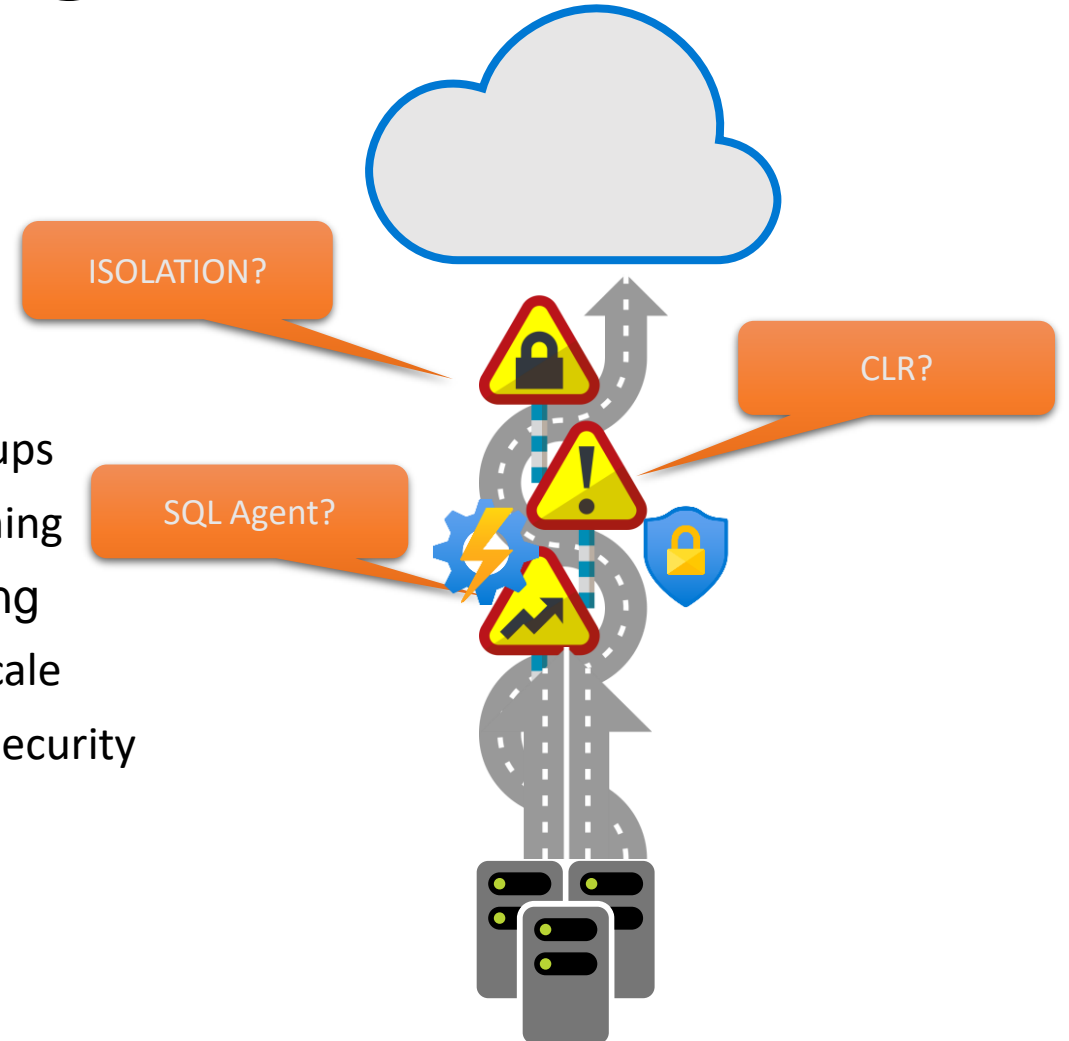 ISOLATION?
CLR?
ups
SQL Agent?
ning
ng
cale
ecurity